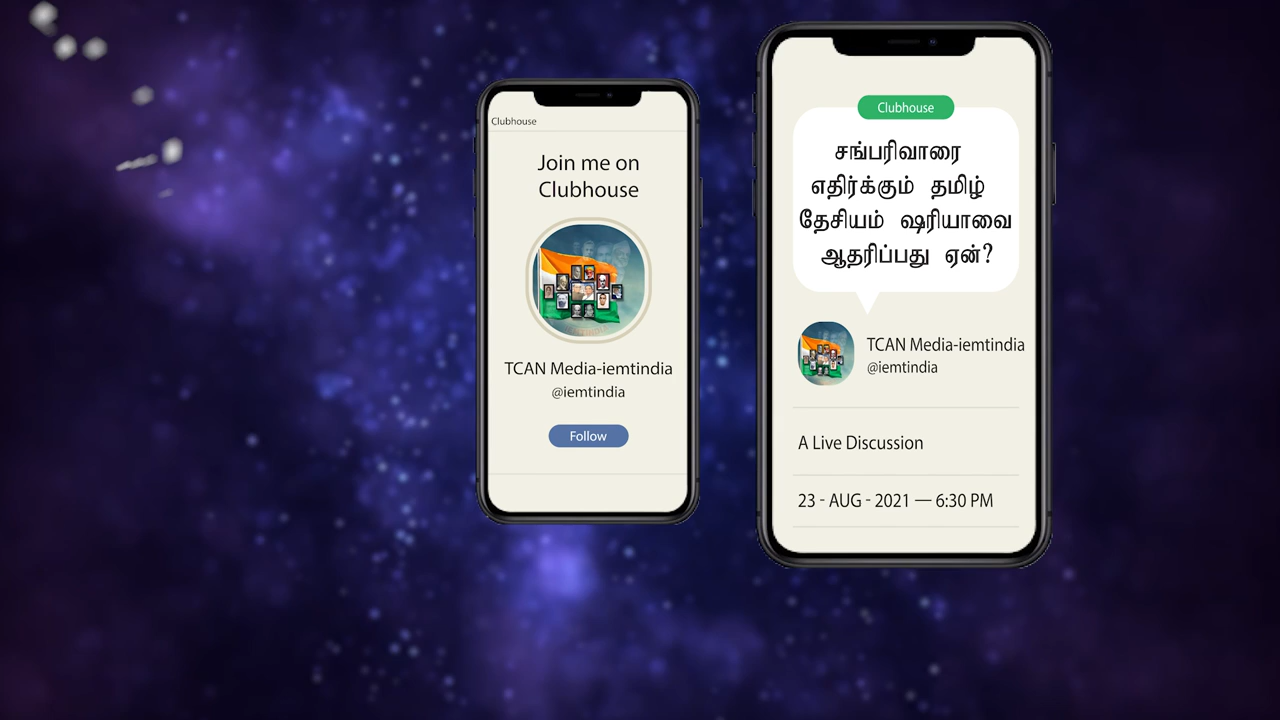 Clubhouse
Join me on
Clubhouse
TCAN Media-iemtindia
@iemtindia
Follow
Clubhouse
சங்பரிவாரை
எதிர்க்கும் தமிழ்
தேசியம் ஷரியாவை
ஆதரிப்பது ஏன்?
TCAN Media-iemtindia
@iemtindia
A Live Discussion
23 - AUG - 2021 — 6:30 PM